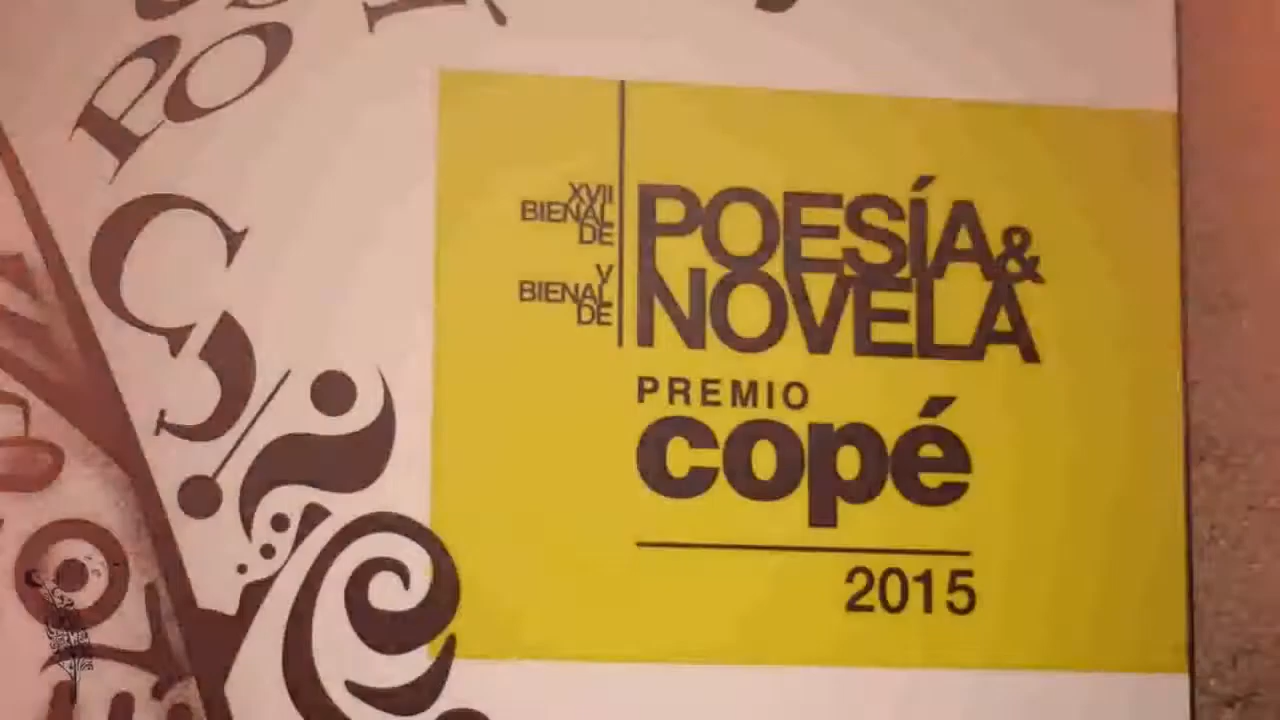 XVII
BIENAL
DE
POESÍA&
V
BIENAL
DE
NOVELA
PREMIO
copé
2015